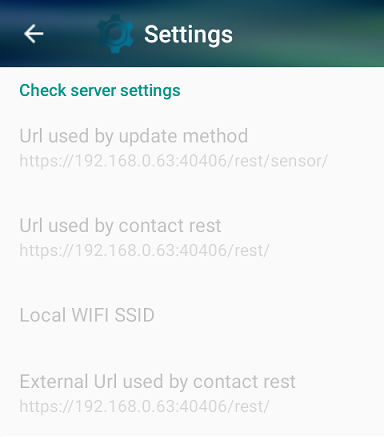 Settings
Check server settings
Url used by update method
https://192.168.0.63:40406/rest/sensor/
Url used by contact rest
https://192.168.0.63:40406/rest/
Local WIFI SSID
External Url used by contact rest
https://192.168.0.63:40406/rest/